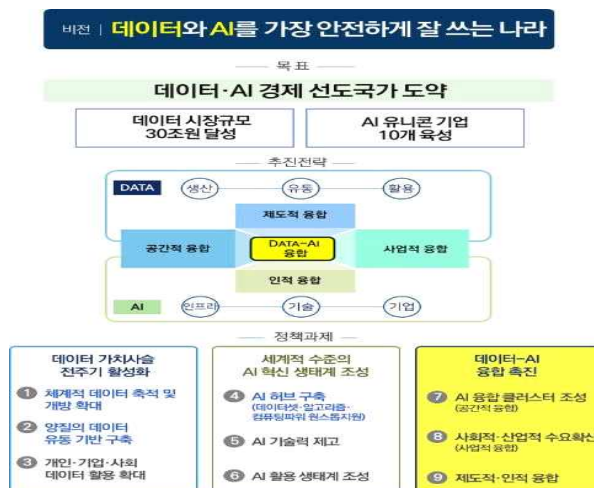 비전 | 데이터와 AI를 가장 안전하게 잘 쓰는 나라
목표
데이터·AI 경제 선도국가 도약
데이터 시장규모
30조원 달성
AI 유니콘 기업
10개 육성
추진전략
DATA 생산 유통 활용
제도적 융합
공간적 융합
DATA-AI
융합
사업적 융합
인적 융합
AI 인프라 기술 기업
정책과제
데이터 가치사슬
전주기 활성화
1 체계적 데이터 축적 및
개방 확대
2 양질의 데이터
유통 기반 구축
3 개인·기업·사회
데이터 활용 확대
세계적 수준의
AI 혁신 생태계 조성
4 AI 허브 구축
(데이터셋·알고리즘·
컴퓨팅파워 원스톱지원)
5 AI 기술력 제고
6 AI 활용 생태계 조성
데이터-AI
융합 촉진
7 AI 융합 클러스터 조성
(공간적 융합)
8 사회적·산업적 수요확산
(사업적 융합)
9 제도적·인적 융합